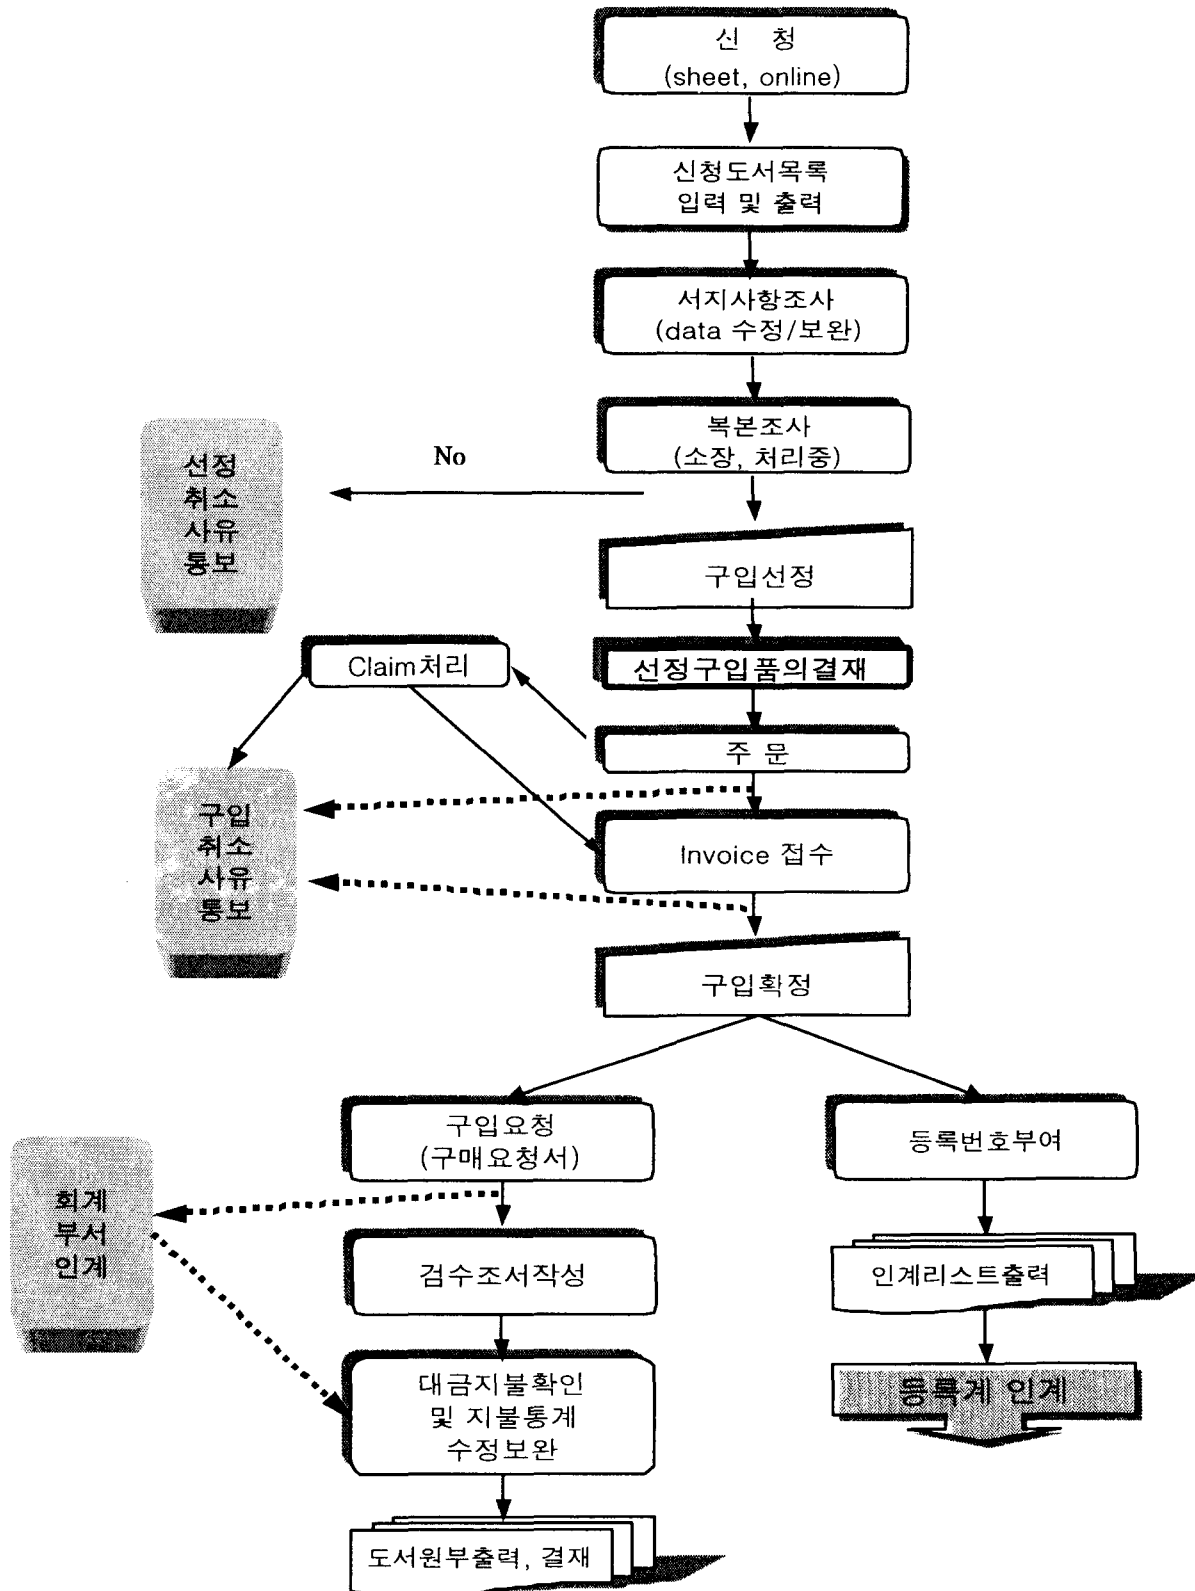 신 청
(sheet, online)
신청도서목록
입력 및 출력
서지사항조사
(data 수정/보완)
복본조사
(소장, 처리중)
No
선정
취소
사유
통보
구입선정
선정구입품의결재
Claim처리
주 문
구입
취소
사유
통보
Invoice 접수
구입확정
구입요청
(구매요청서)
등록번호부여
회계
부서
인계
검수조서작성
인계리스트출력
대금지불확인
및 지불통계
수정보완
등록계 인계
도서원부출력, 결재